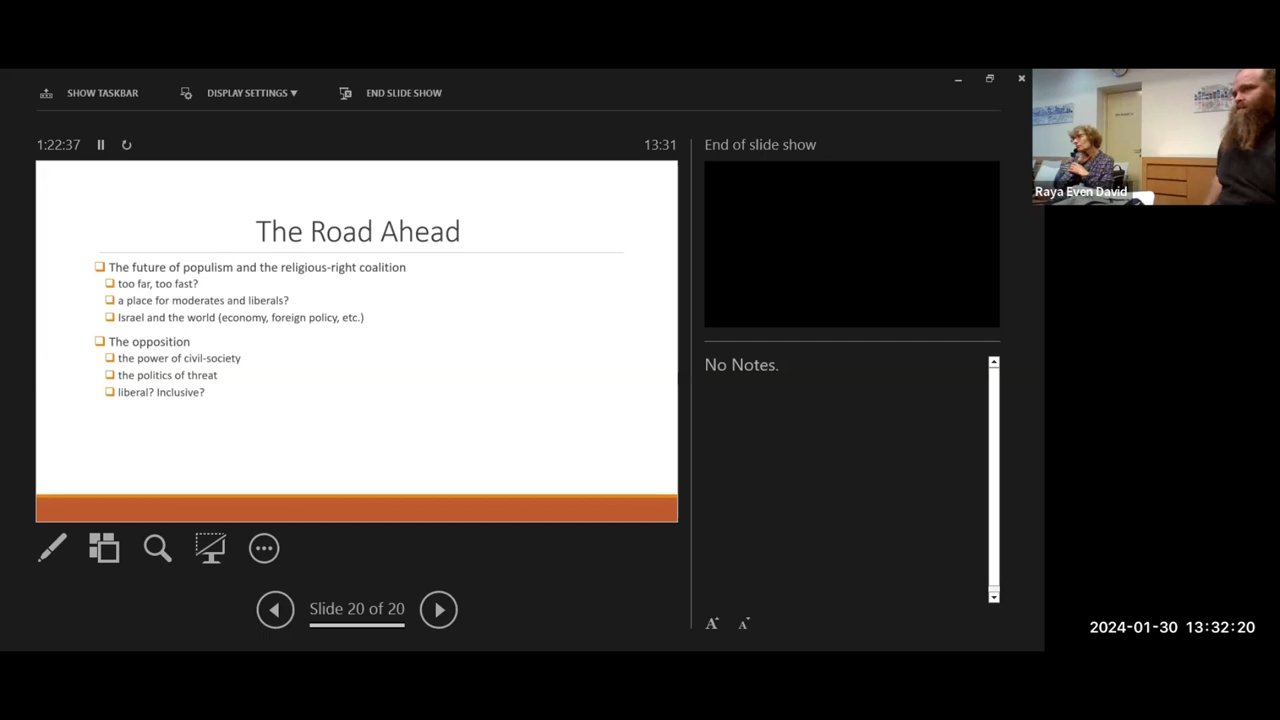 SHOW TASKBAR
DISPLAY SETTINGS ▼
END SLIDE SHOW
1:22:37
13:31
The Road Ahead
The future of populism and the religious-right coalition
too far, too fast?
a place for moderates and liberals?
Israel and the world (economy, foreign policy, etc.)
The opposition
the power of civil-society
the politics of threat
liberal? Inclusive?
Slide 20 of 20
End of slide show
No Notes.
A A
Raya Even David
2024-01-30 13:32:20